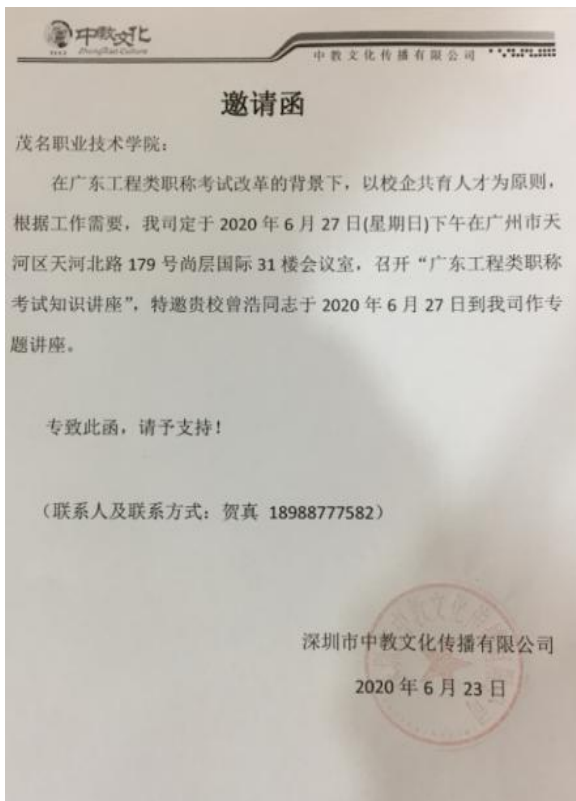 中教文化
ZhongJiao Culture
中教文化传播有限公司
邀请函
茂名职业技术学院：
在广东工程类职称考试改革的背景下，以校企共育人才为原则，
根据工作需要，我司定于 2020 年 6 月 27 日(星期日)下午在广州市天
河区天河北路 179 号尚层国际 31 楼会议室，召开“广东工程类职称
考试知识讲座”，特邀贵校曾浩同志于 2020 年 6 月 27 日到我司作专
题讲座。
专致此函，请予支持！
（联系人及联系方式：贺真 18988777582）
深圳市中教文化传播有限公司
2020 年 6 月 23 日